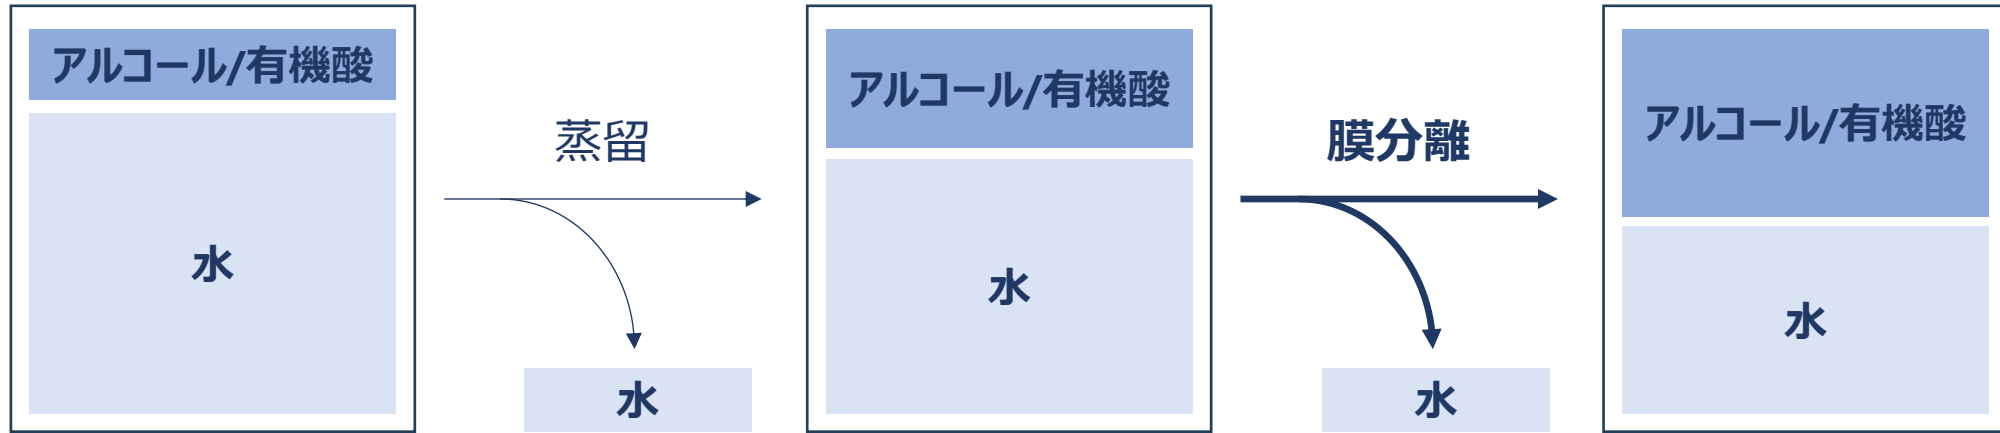 アルコール/有機酸
水
蒸留
水
アルコール/有機酸
水
膜分離
水
アルコール/有機酸
水